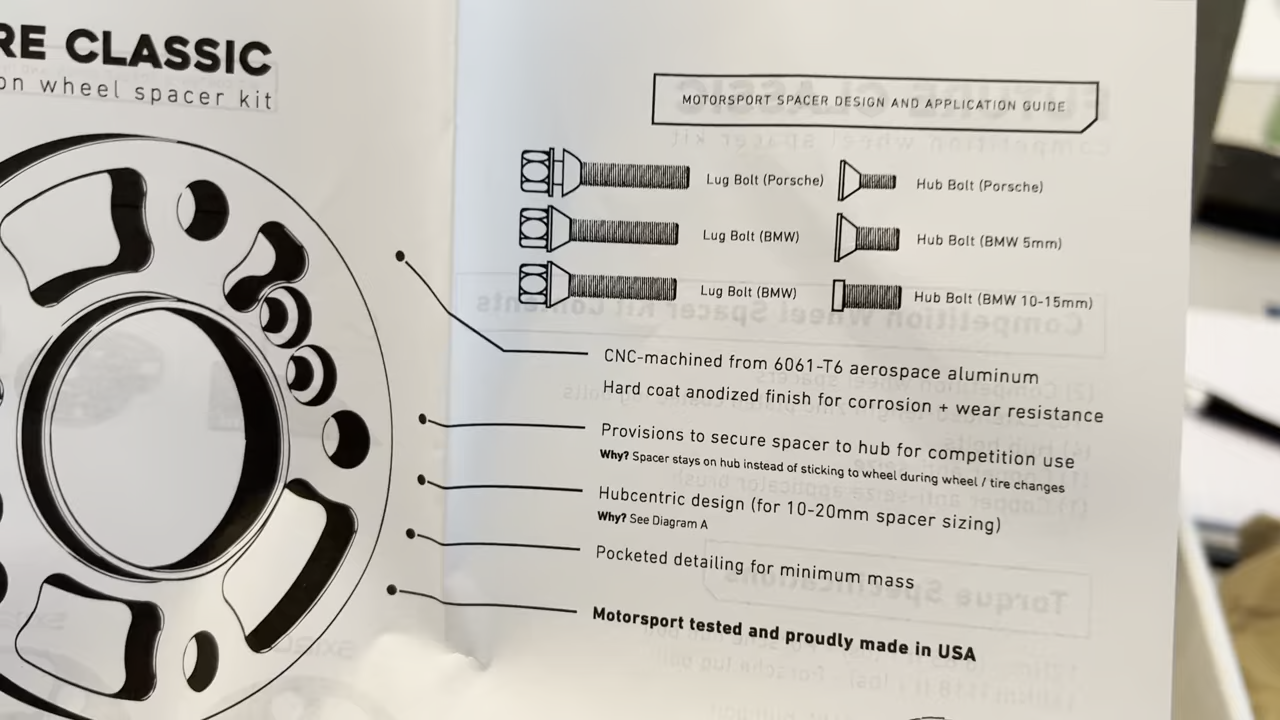 RE CLASSIC
on wheel spacer kit
MOTORSPORT SPACER DESIGN AND APPLICATION GUIDE
Lug Bolt (Porsche)
Hub Bolt (Porsche)
Lug Bolt (BMW)
Hub Bolt (BMW 5mm)
Lug Bolt (BMW)
Hub Bolt (BMW 10-15mm)
CNC-machined from 6061-T6 aerospace aluminum
Hard coat anodized finish for corrosion + wear resistance
Provisions to secure spacer to hub for competition use
Why? Spacer stays on hub instead of sticking to wheel during wheel / tire changes
Hubcentric design (for 10-20mm spacer sizing)
Why? See Diagram A
Pocketed detailing for minimum mass
Motorsport tested and proudly made in USA